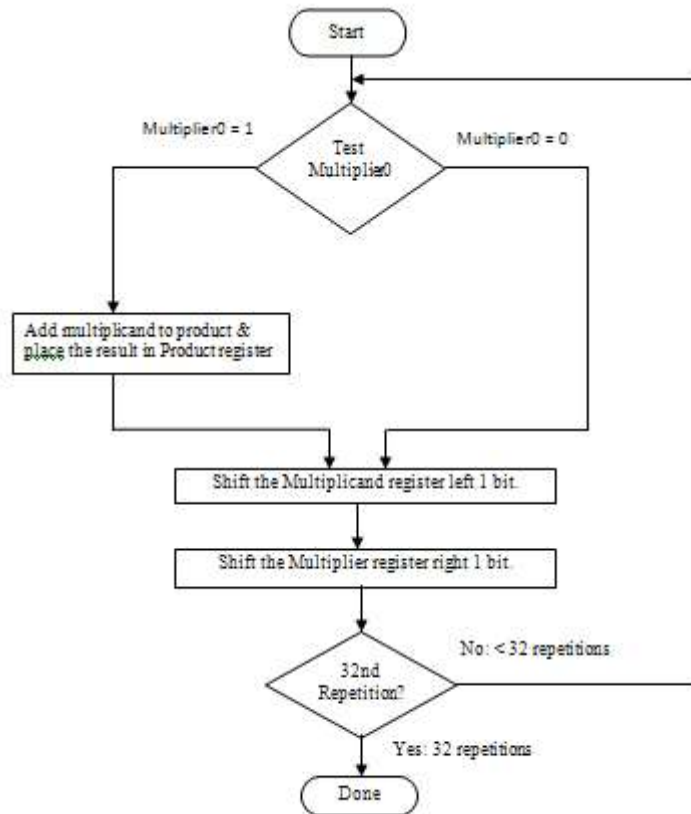 Start
Multiplier0 = 1
Multiplier0 = 0
Test
Multiplier0
Add multiplicand to product &
place the result in Product register
Shift the Multiplicand register left 1 bit.
Shift the Multiplier register right 1 bit.
32nd
Repetition?
No: < 32 repetitions
Yes: 32 repetitions
Done